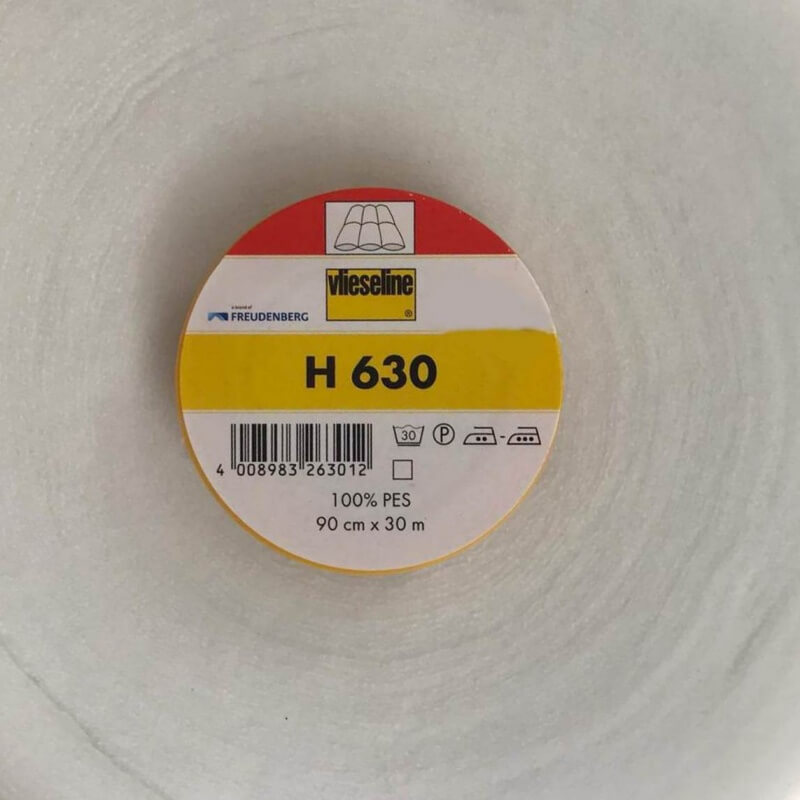 vlieseline
®
a brand of
FREUDENBERG
H 630
30 P
4 008983 263012
100% PES
90 cm x 30 m